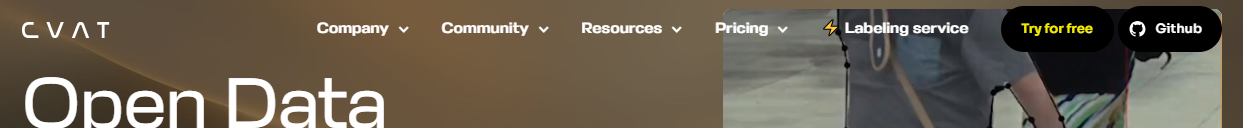 CVAT Company Community Resources Pricing ⚡ Labeling service Try for free Github
Open Data